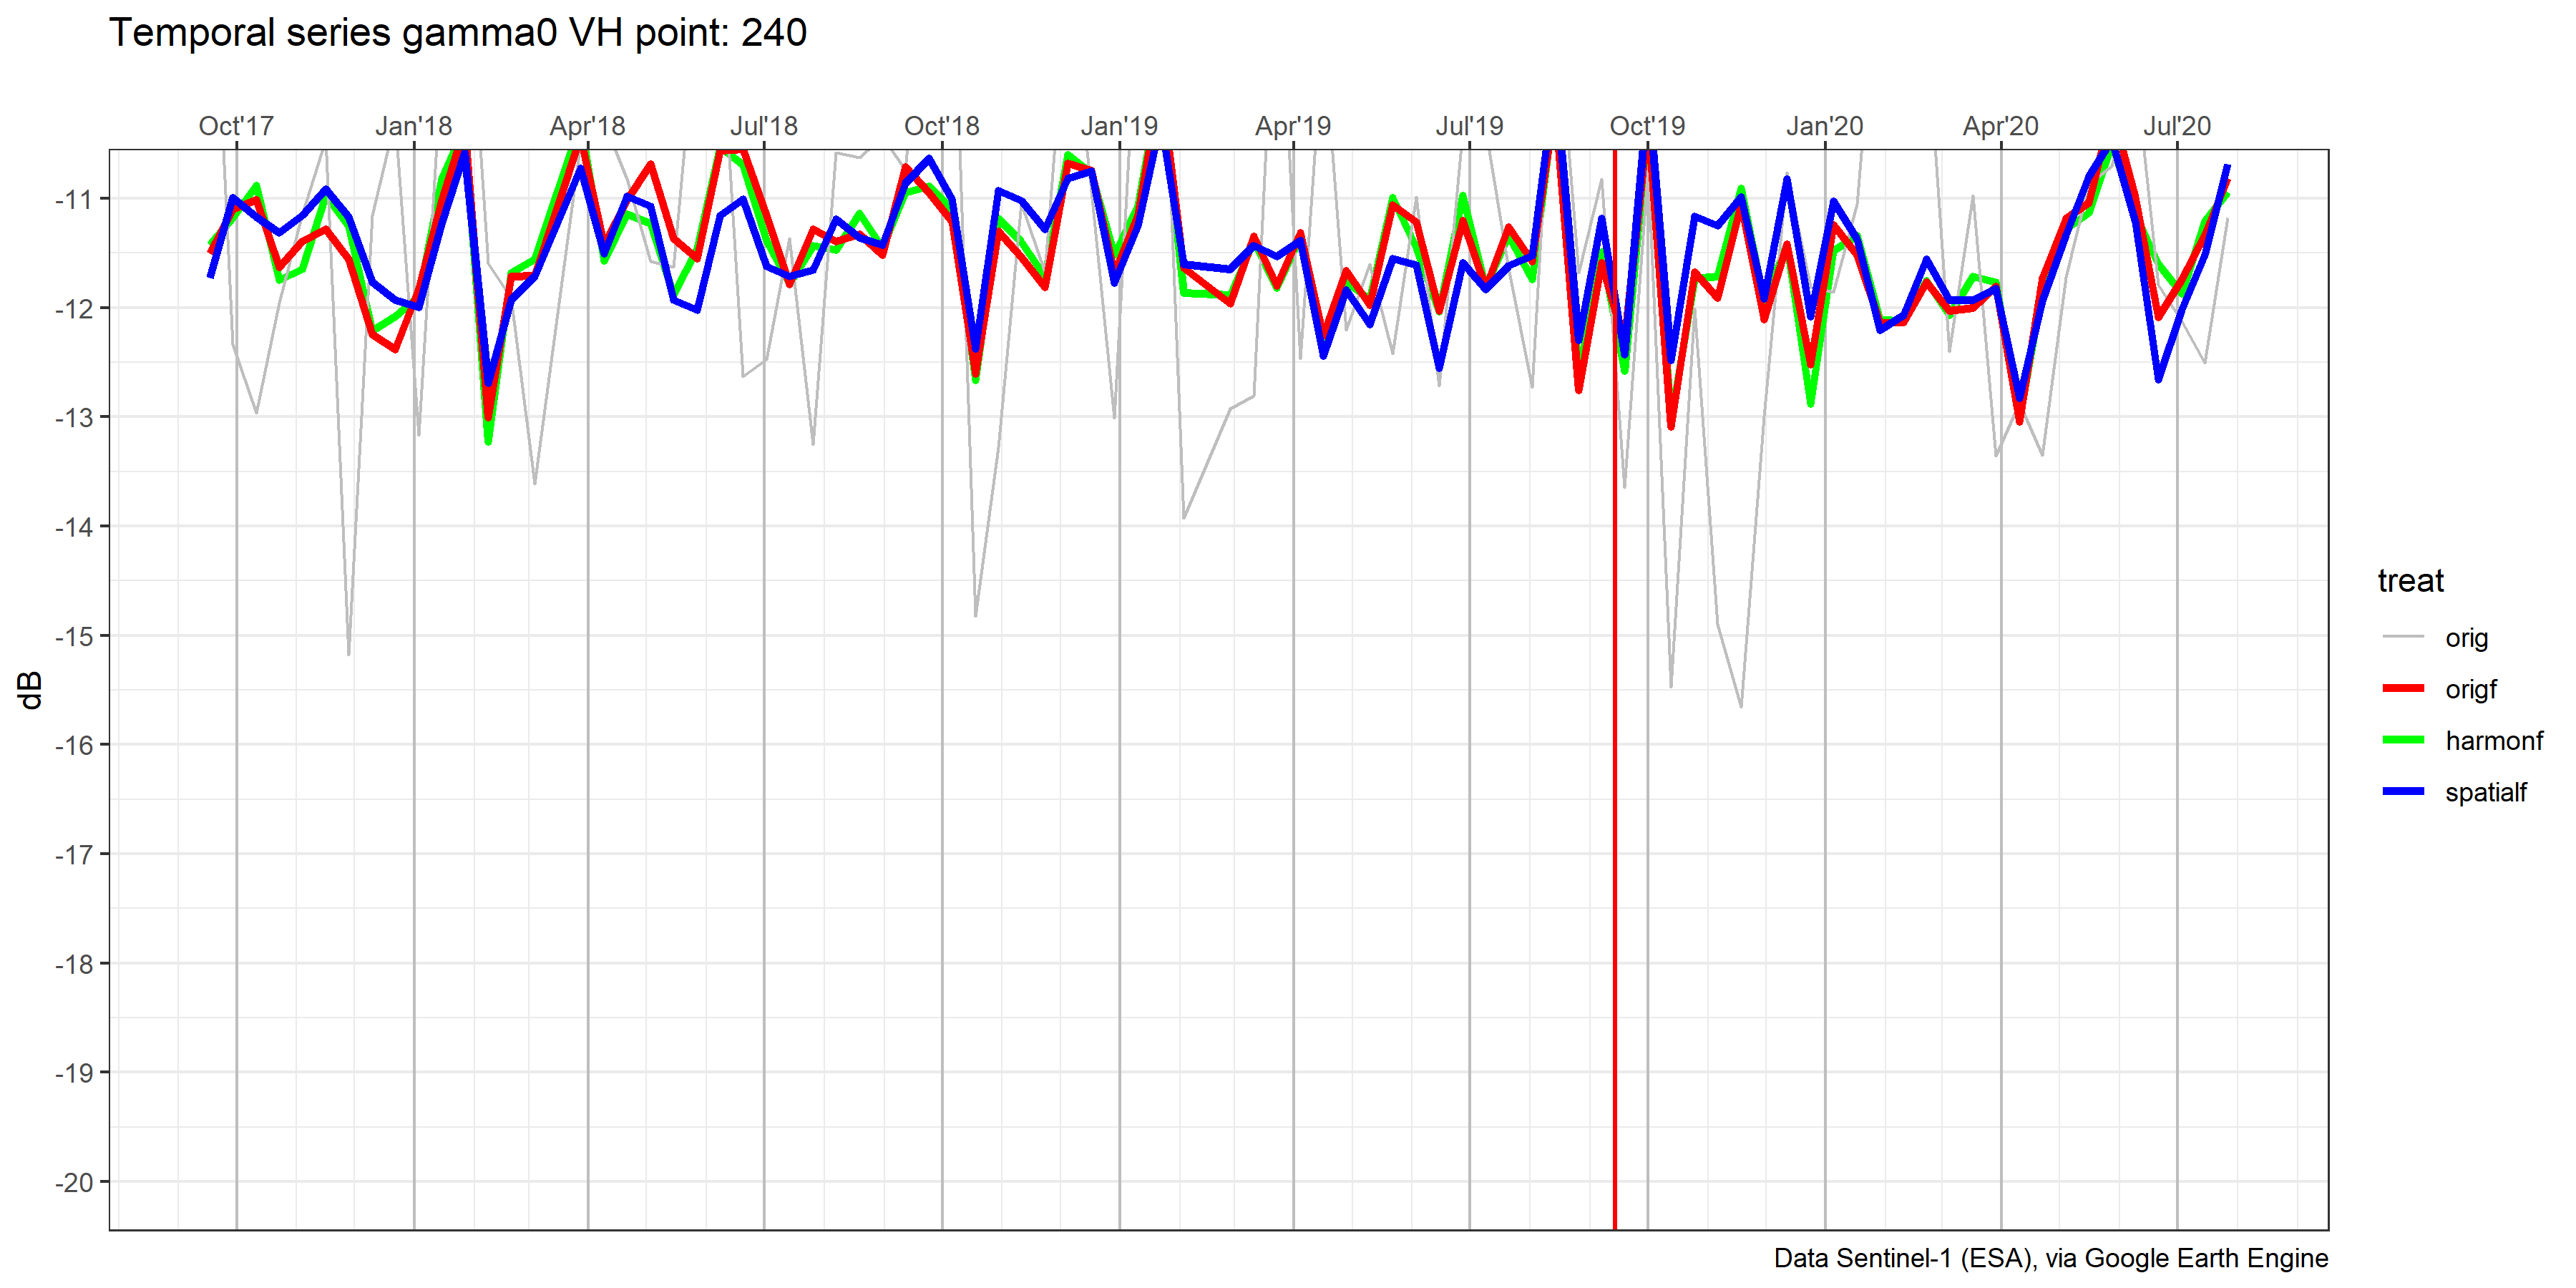 Temporal series gamma0 VH point: 240
Oct'17 Jan'18 Apr'18 Jul'18 Oct'18 Jan'19 Apr'19 Jul'19 Oct'19 Jan'20 Apr'20 Jul'20
-11
-12
-13
-14
-15
-16
-17
-18
-19
-20
dB
treat
orig
origf
harmonf
spatialf
Data Sentinel-1 (ESA), via Google Earth Engine